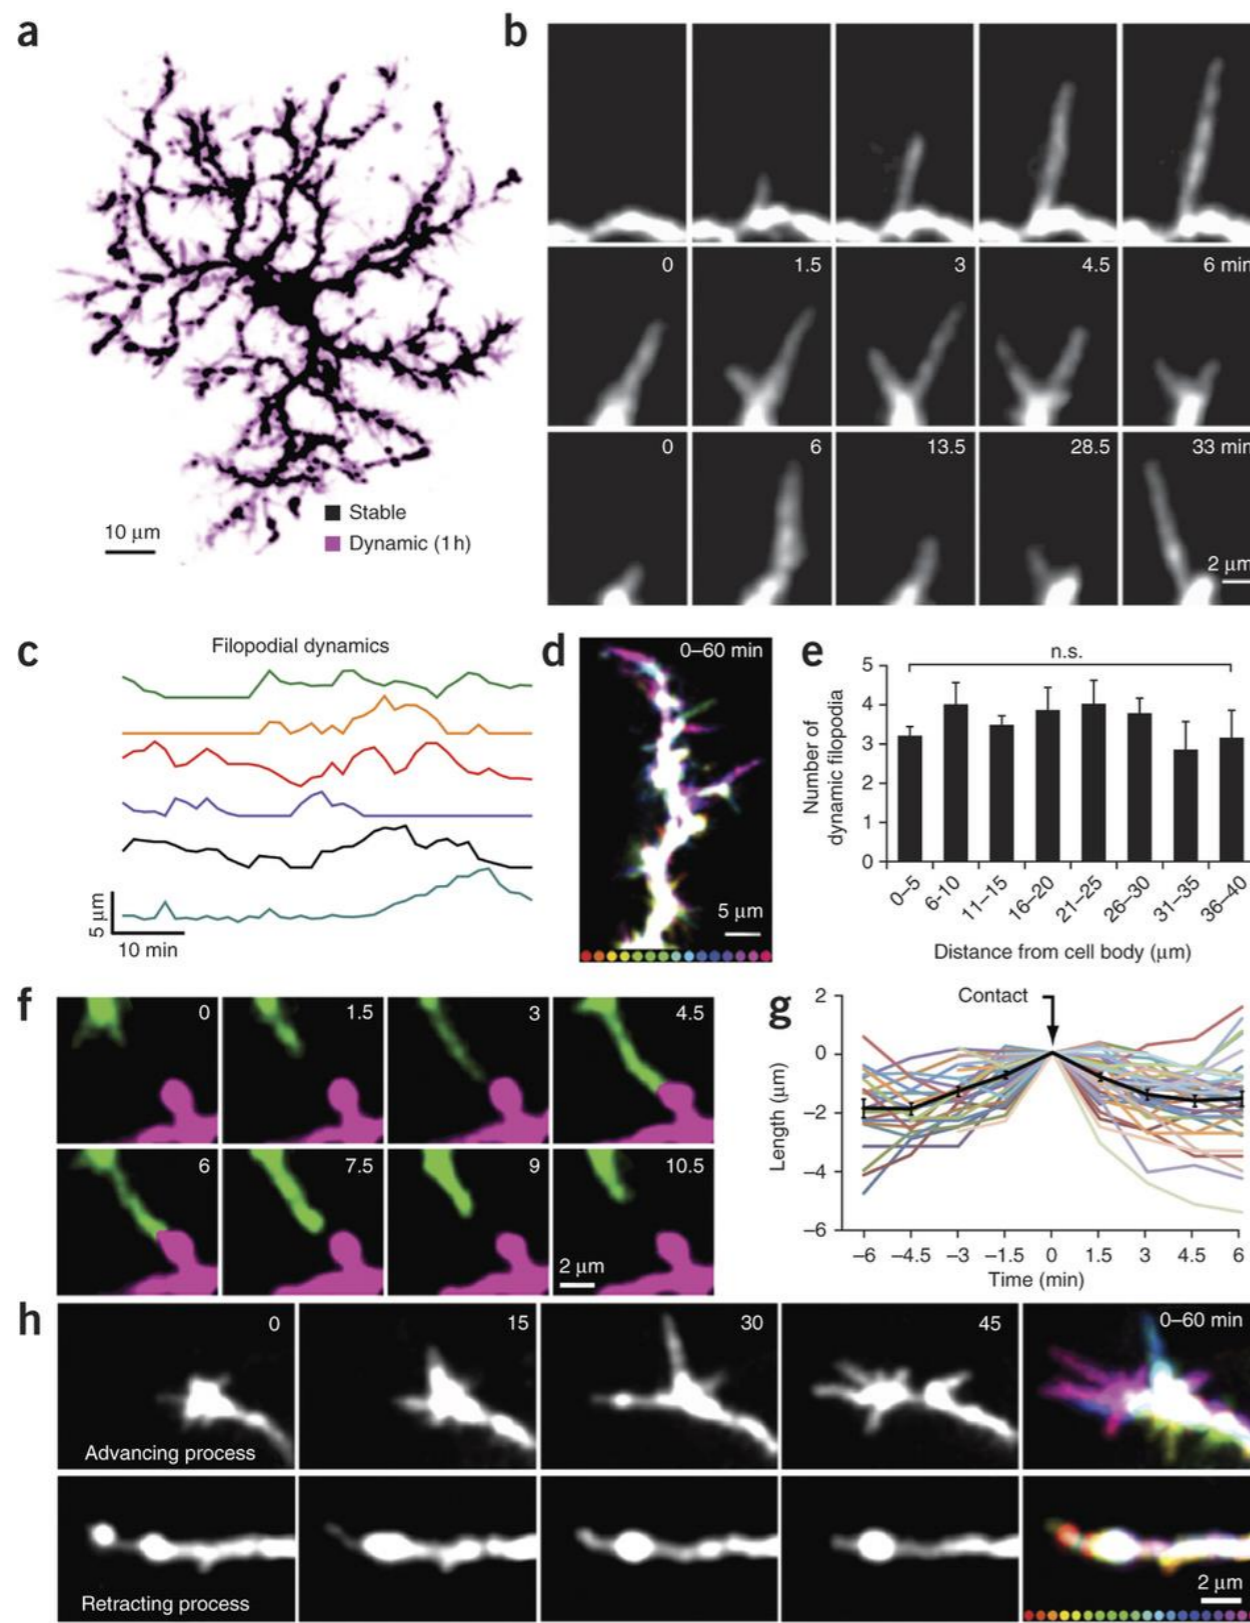 a
10 μm
Stable
Dynamic (1 h)
b
0
1.5
3
4.5
6 min
0
6
13.5
28.5
33 min
2 μm
c
Filopodial dynamics
5 μm
10 min
d
0–60 min
5 μm
e
n.s.
Number of
dynamic filopodia
5
4
3
2
1
0
0–5
6-10
11–15
16–20
21–25
26–30
31–35
36–40
Distance from cell body (μm)
f
0
1.5
3
4.5
6
7.5
9
10.5
2 μm
g
Contact
Length (μm)
2
0
–2
–4
–6
–6
–4.5
–3
–1.5
0
1.5
3
4.5
6
Time (min)
h
0
15
30
45
0–60 min
Advancing process
Retracting process
2 μm